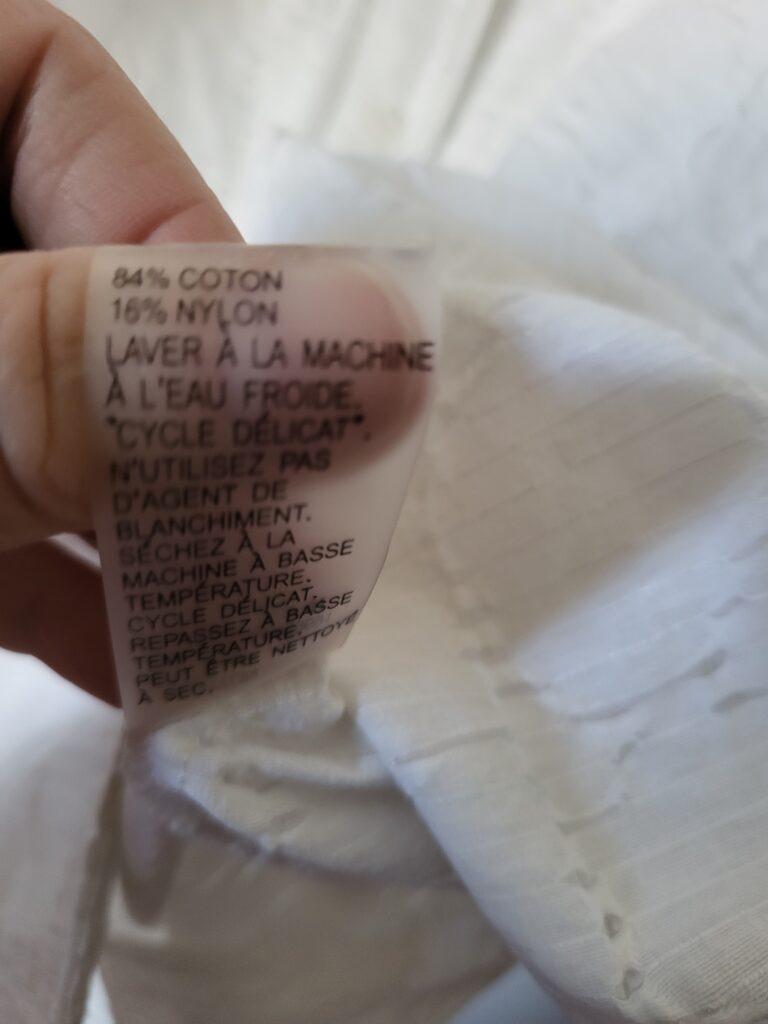 84% COTON
16% NYLON
LAVER À LA MACHINE
À L'EAU FROIDE.
"CYCLE DÉLICAT".
N'UTILISEZ PAS
D'AGENT DE
BLANCHIMENT.
SÉCHEZ À LA
MACHINE À BASSE
TEMPÉRATURE.
CYCLE DÉLICAT.
REPASSEZ À BASSE
TEMPÉRATURE.
PEUT ÊTRE NETTOYÉ
À SEC.